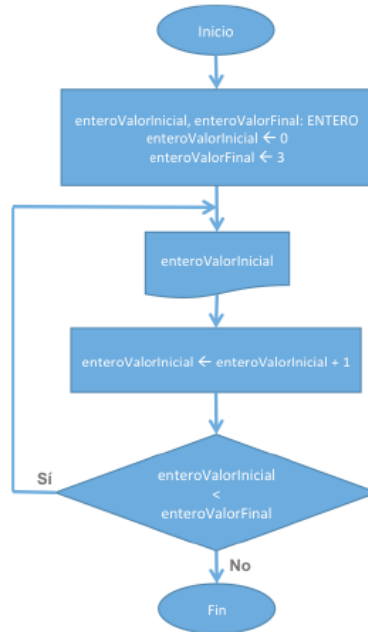 Inicio
enteroValorInicial, enteroValorFinal: ENTERO
enteroValorInicial ← 0
enteroValorFinal ← 3
enteroValorInicial
enteroValorInicial ← enteroValorInicial + 1
Sí
enteroValorInicial
<
enteroValorFinal
No
Fin